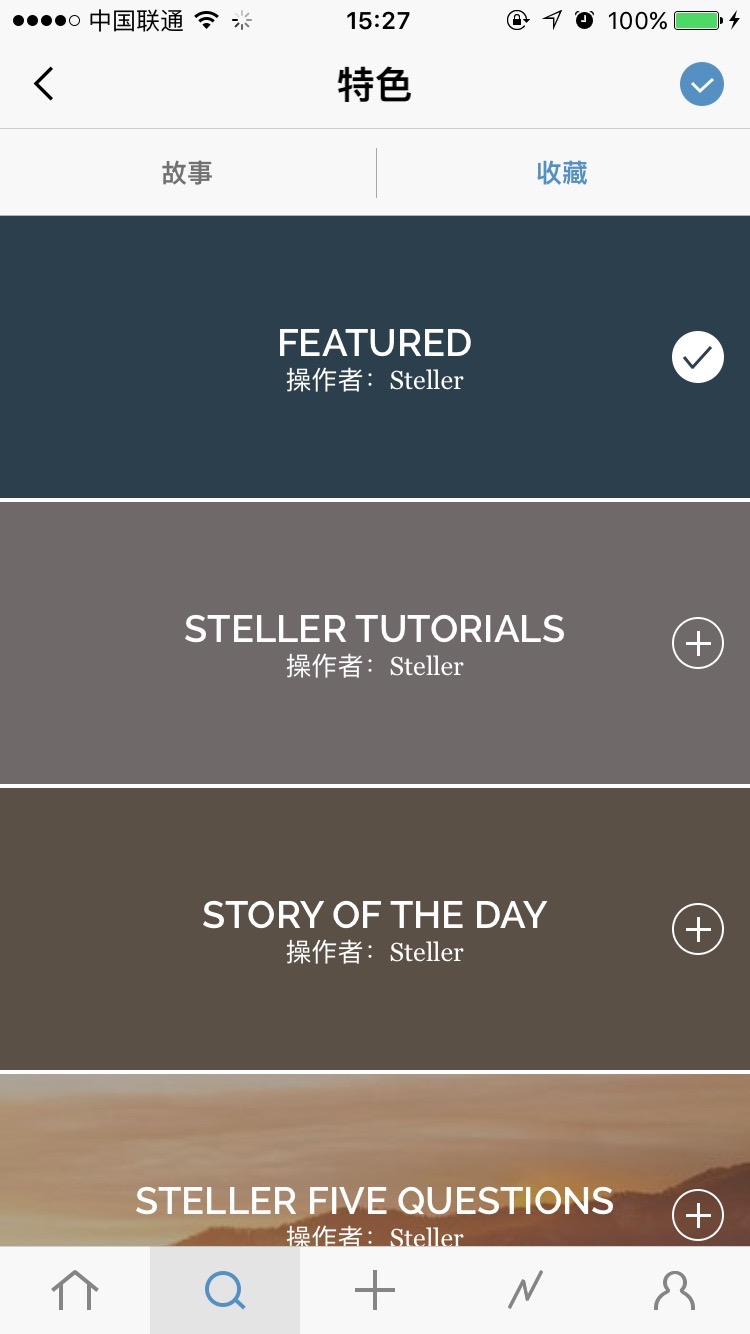 中国联通 15:27 100%
特色
故事 收藏
FEATURED
操作者：Steller
STELLER TUTORIALS
操作者：Steller
STORY OF THE DAY
操作者：Steller
STELLER FIVE QUESTIONS
操作者：Steller